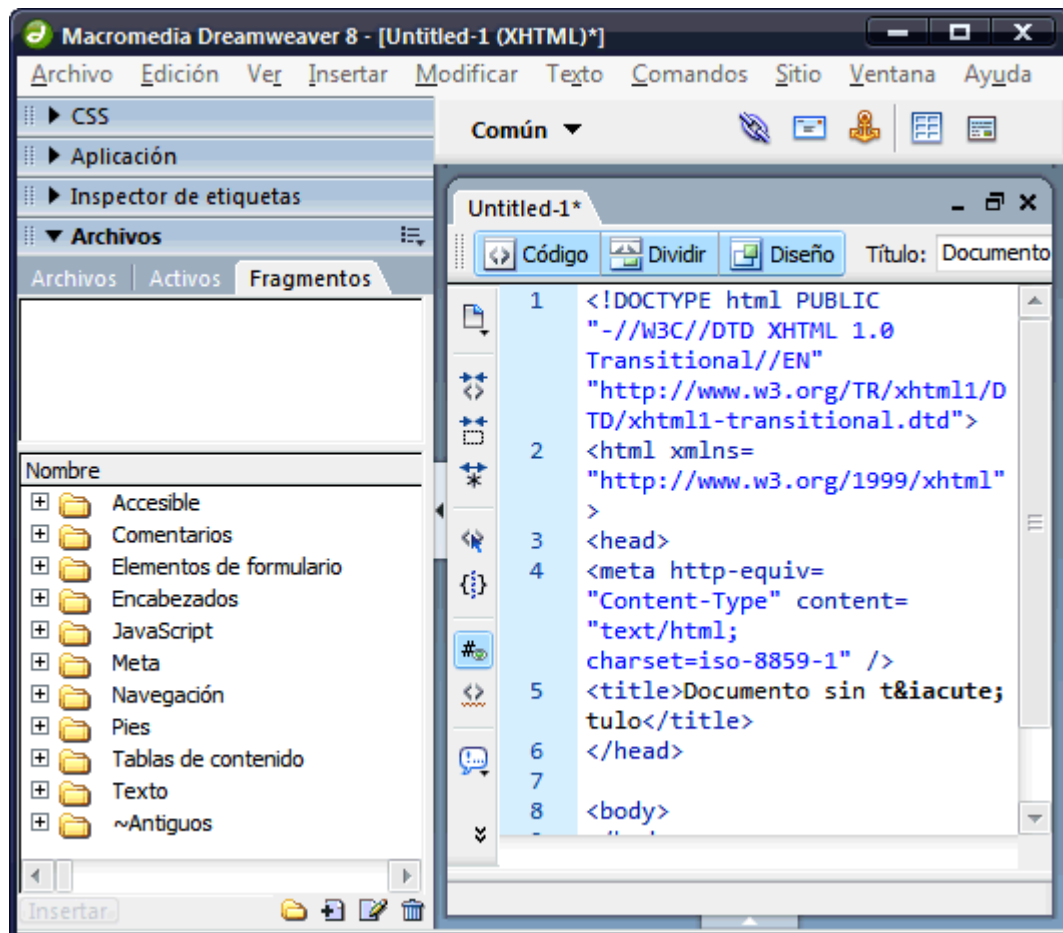 Macromedia Dreamweaver 8 - [Untitled-1 (XHTML)*]
Archivo Edición Ver Insertar Modificar Texto Comandos Sitio Ventana Ayuda
CSS
Aplicación
Inspector de etiquetas
Archivos
Archivos Activos Fragmentos
Nombre
Accesible
Comentarios
Elementos de formulario
Encabezados
JavaScript
Meta
Navegación
Pies
Tablas de contenido
Texto
~Antiguos
Insertar
Común
Untitled-1*
Código Dividir Diseño Título: Documento
1 <!DOCTYPE html PUBLIC
"-//W3C//DTD XHTML 1.0
Transitional//EN"
"http://www.w3.org/TR/xhtml1/D
TD/xhtml1-transitional.dtd">
2 <html xmlns=
"http://www.w3.org/1999/xhtml"
>
3 <head>
4 <meta http-equiv=
"Content-Type" content=
"text/html;
charset=iso-8859-1" />
5 <title>Documento sin t&iacute;
tulo</title>
6 </head>
7
8 <body>